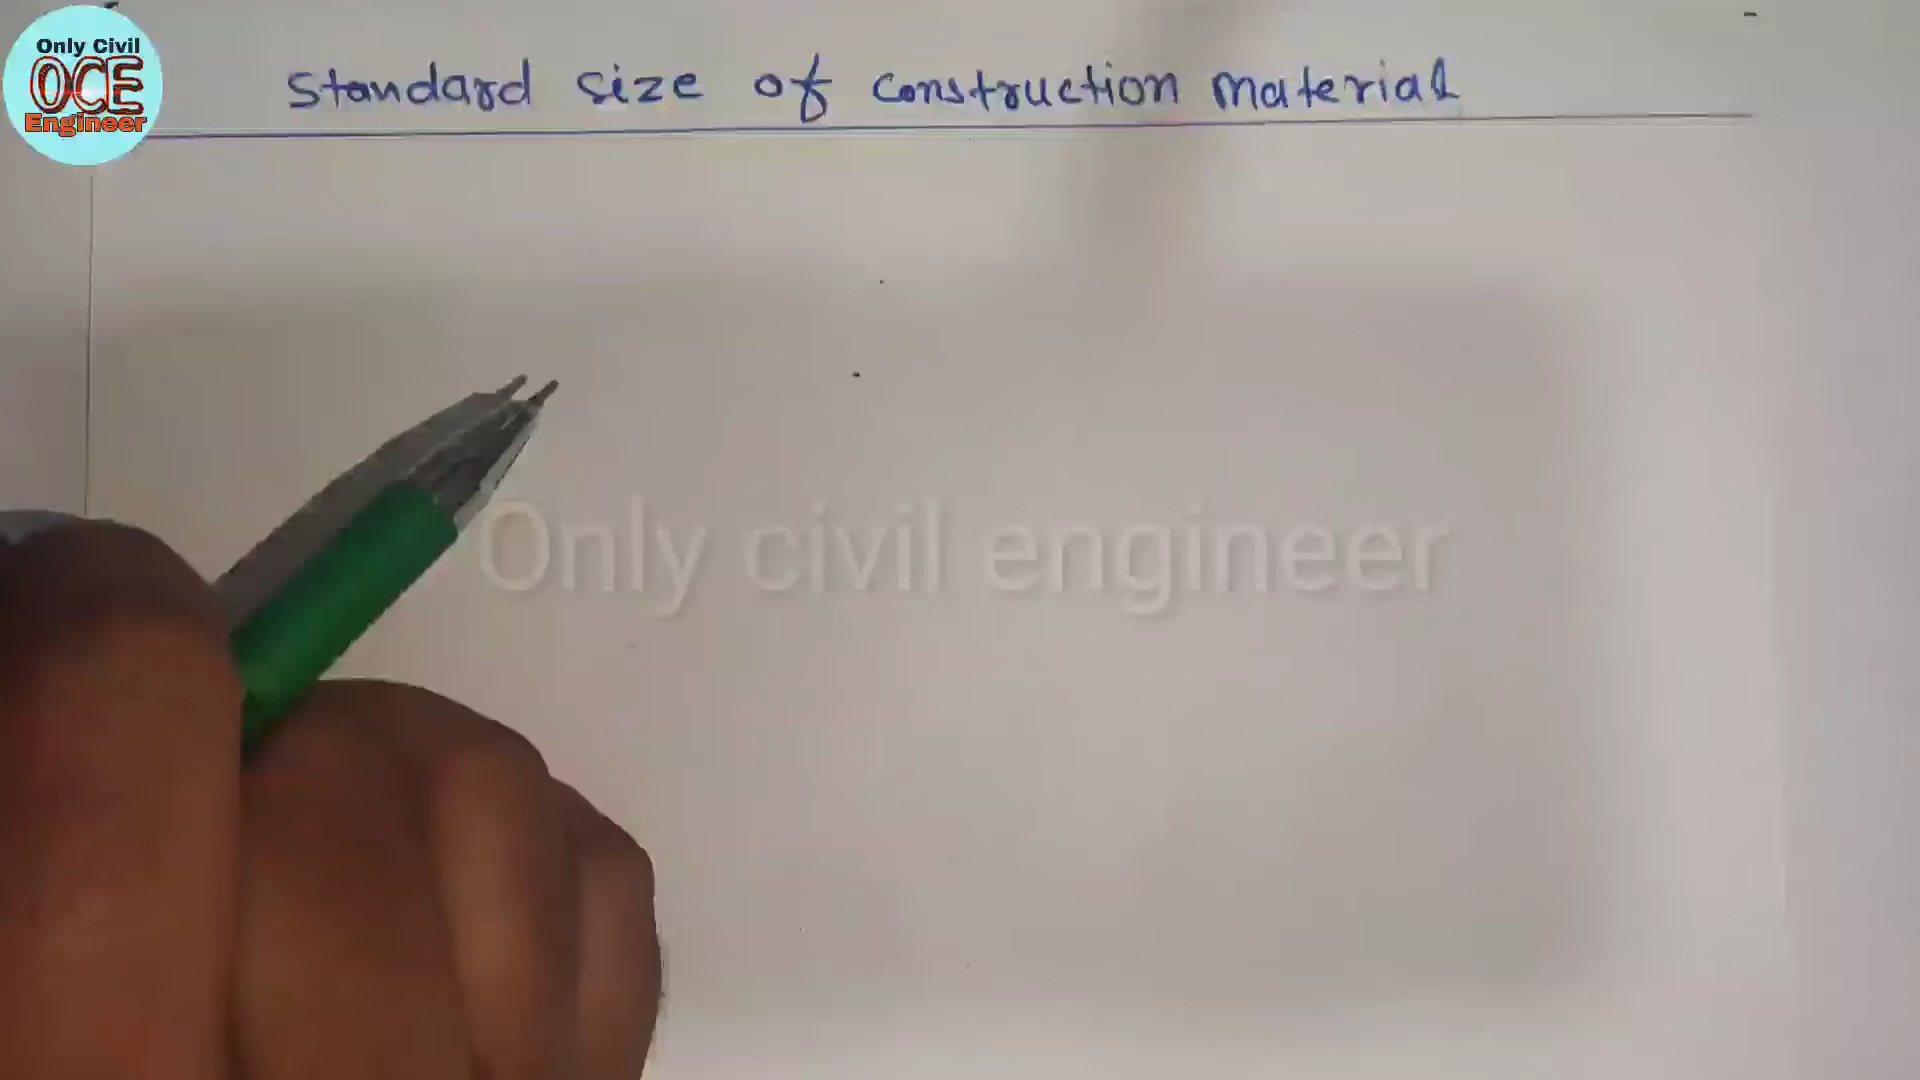 Only Civil
OCE
Engineer
Standard size of construction material
Only civil engineer